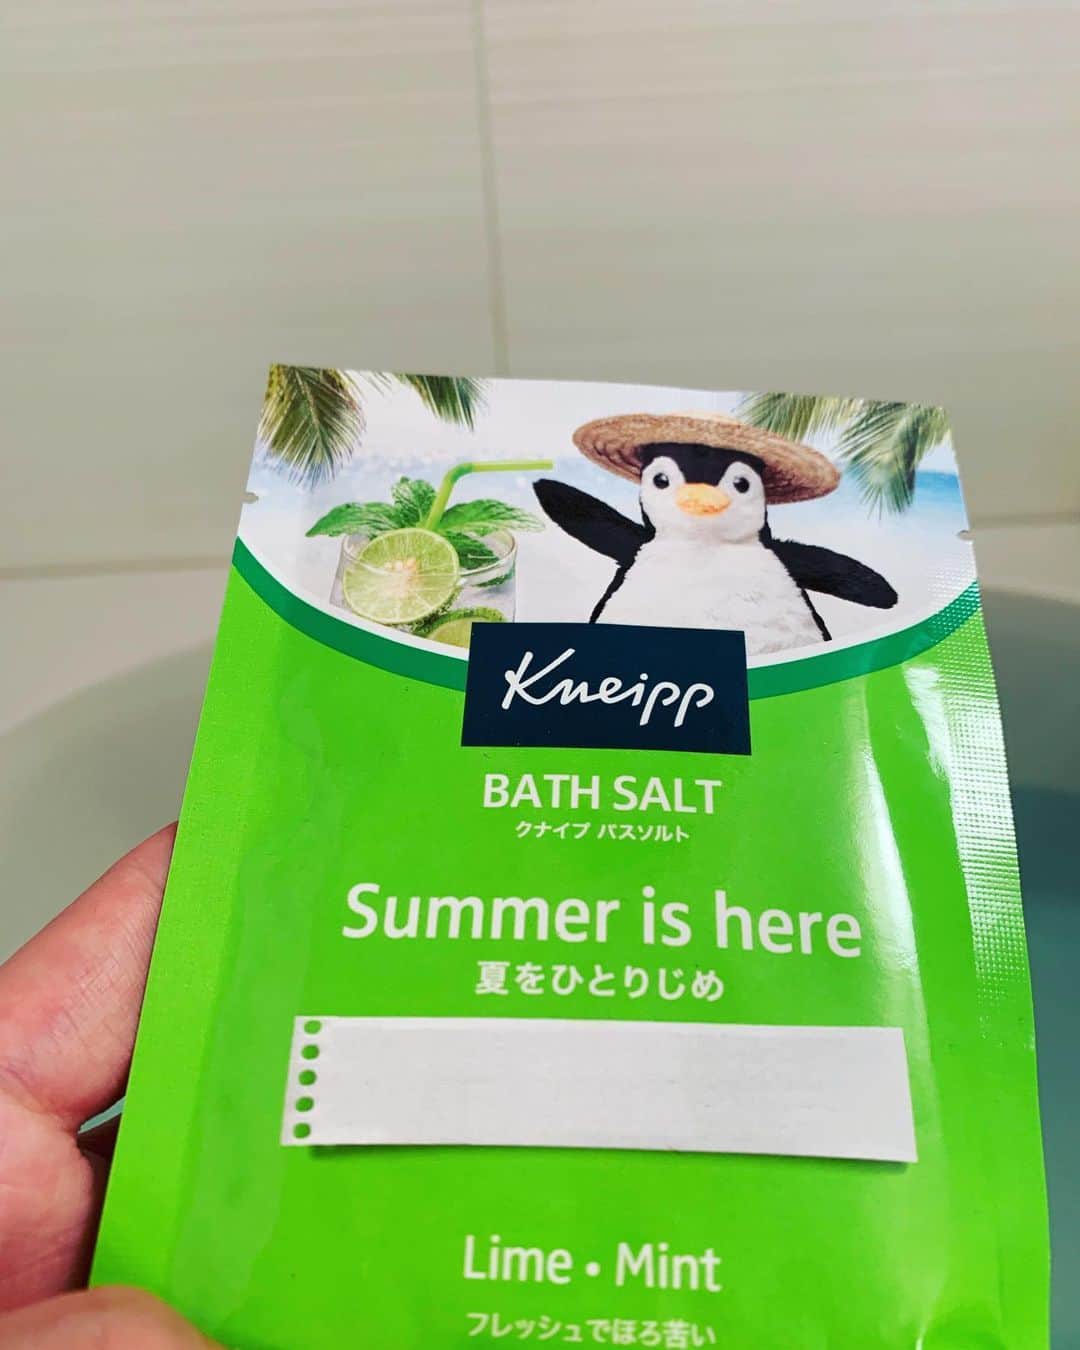 Kneipp
BATH SALT
クナイプ バスソルト
Summer is here
夏をひとりじめ
Lime・Mint
フレッシュでほろ苦い